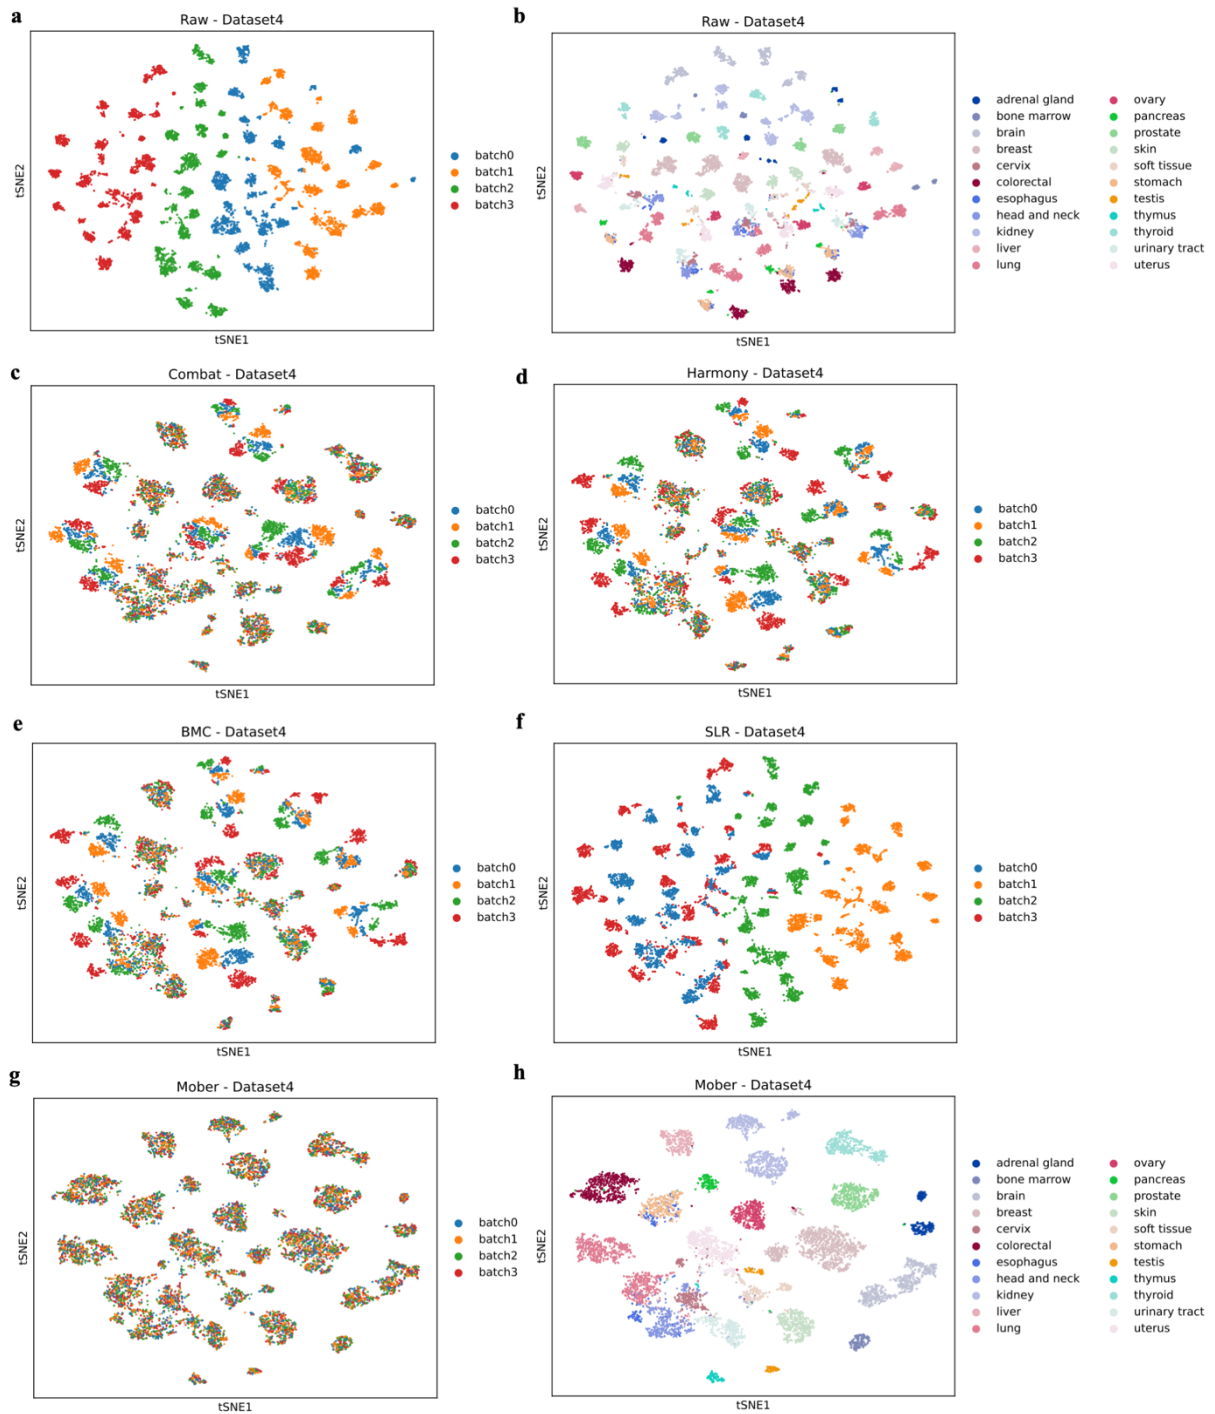 a
Raw - Dataset4
tSNE2
tSNE1
batch0
batch1
batch2
batch3
b
Raw - Dataset4
tSNE2
tSNE1
adrenal gland
bone marrow
brain
breast
cervix
colorectal
esophagus
head and neck
kidney
liver
lung
ovary
pancreas
prostate
skin
soft tissue
stomach
testis
thymus
thyroid
urinary tract
uterus
c
Combat - Dataset4
tSNE2
tSNE1
batch0
batch1
batch2
batch3
d
Harmony - Dataset4
tSNE2
tSNE1
batch0
batch1
batch2
batch3
e
BMC - Dataset4
tSNE2
tSNE1
batch0
batch1
batch2
batch3
f
SLR - Dataset4
tSNE2
tSNE1
batch0
batch1
batch2
batch3
g
Mober - Dataset4
tSNE2
tSNE1
batch0
batch1
batch2
batch3
h
Mober - Dataset4
tSNE2
tSNE1
adrenal gland
bone marrow
brain
breast
cervix
colorectal
esophagus
head and neck
kidney
liver
lung
ovary
pancreas
prostate
skin
soft tissue
stomach
testis
thymus
thyroid
urinary tract
uterus